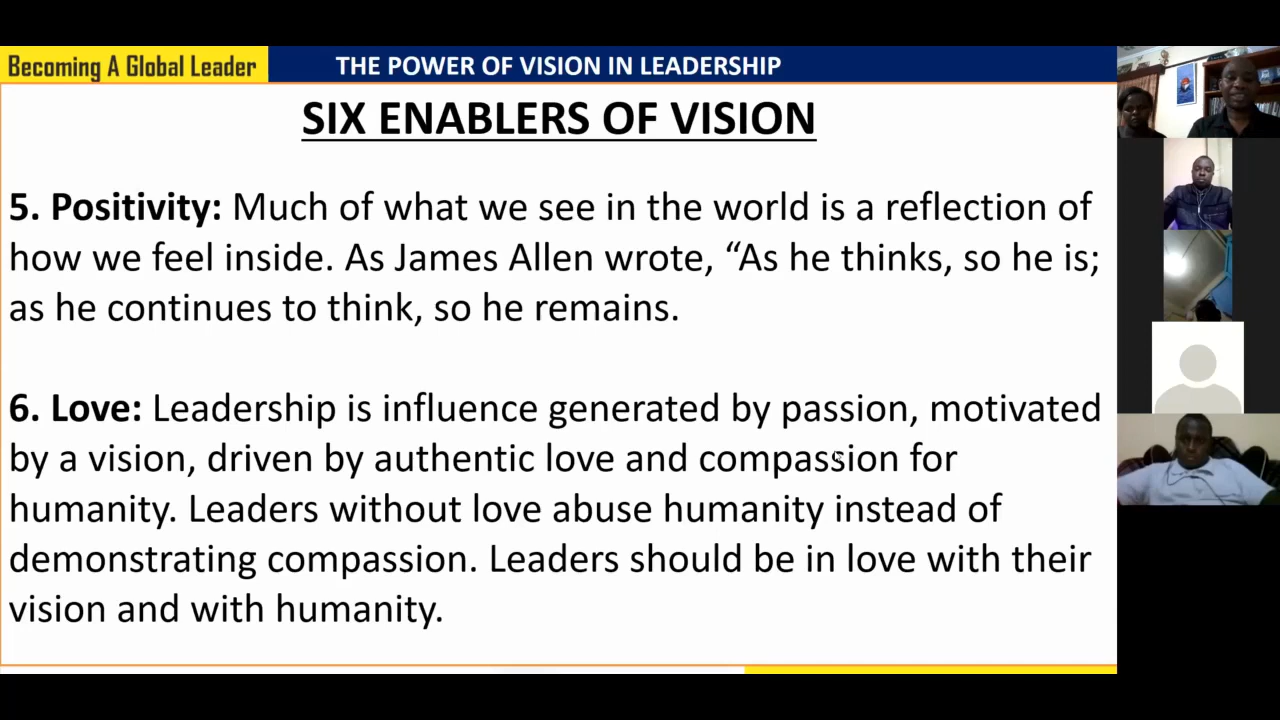 Becoming A Global Leader
THE POWER OF VISION IN LEADERSHIP
SIX ENABLERS OF VISION
5. Positivity: Much of what we see in the world is a reflection of
how we feel inside. As James Allen wrote, “As he thinks, so he is;
as he continues to think, so he remains.
6. Love: Leadership is influence generated by passion, motivated
by a vision, driven by authentic love and compassion for
humanity. Leaders without love abuse humanity instead of
demonstrating compassion. Leaders should be in love with their
vision and with humanity.